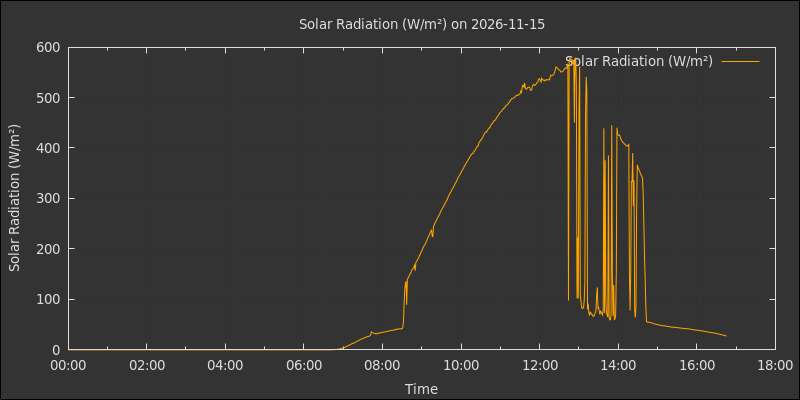 Solar Radiation (W/m²) on 2026-11-15
Solar Radiation (W/m²)
600
500
400
300
200
100
0
Solar Radiation (W/m²)
00:00 02:00 04:00 06:00 08:00 10:00 12:00 14:00 16:00 18:00
Time